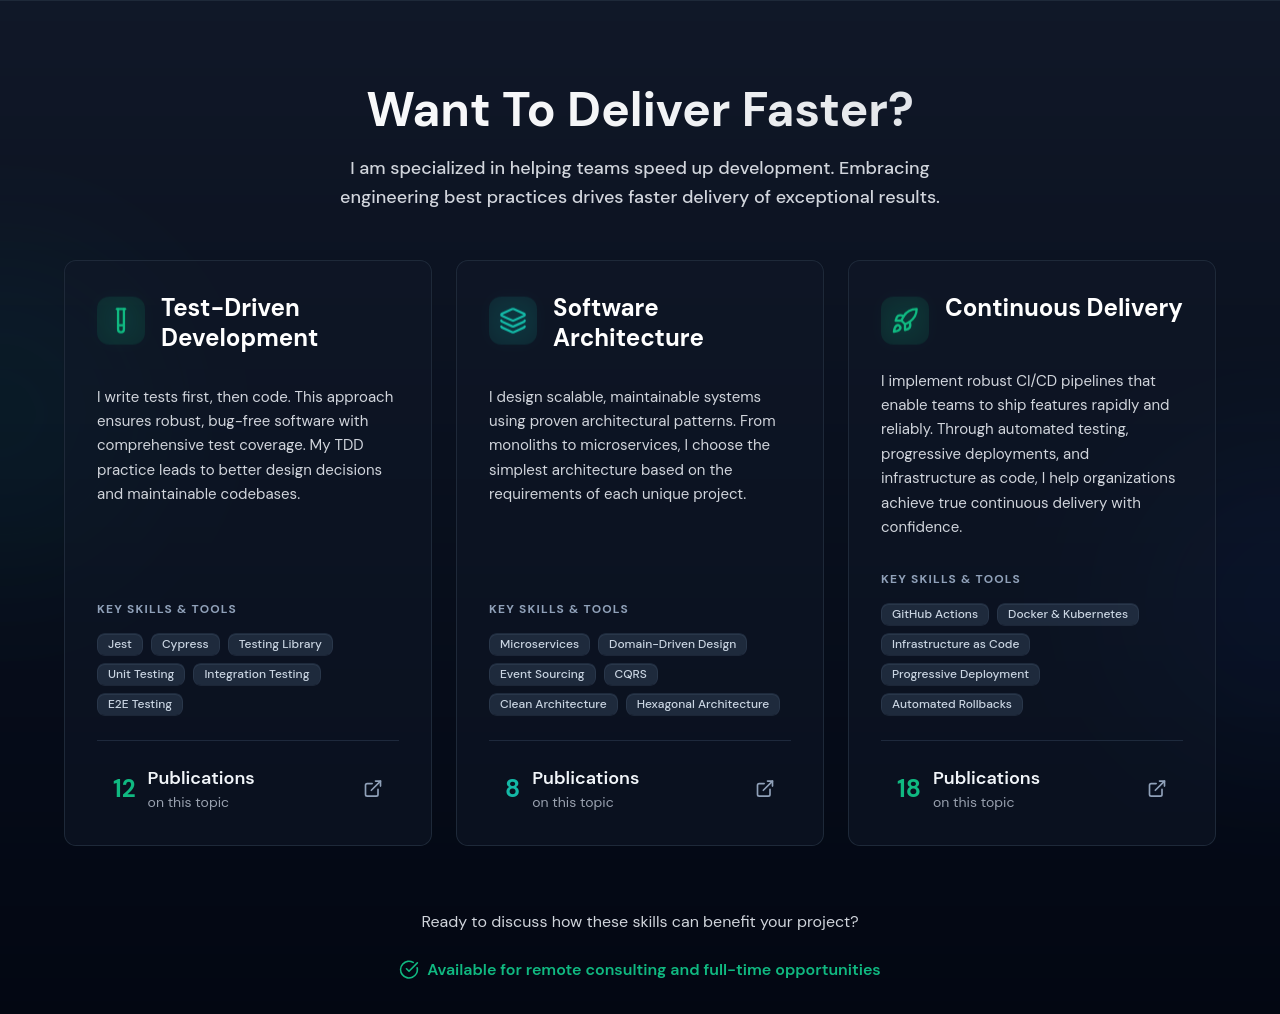 Want To Deliver Faster?
I am specialized in helping teams speed up development. Embracing
engineering best practices drives faster delivery of exceptional results.
Test-Driven
Development
I write tests first, then code. This approach
ensures robust, bug-free software with
comprehensive test coverage. My TDD
practice leads to better design decisions
and maintainable codebases.
KEY SKILLS & TOOLS
Jest Cypress Testing Library
Unit Testing Integration Testing
E2E Testing
12 Publications
on this topic
Software
Architecture
I design scalable, maintainable systems
using proven architectural patterns. From
monoliths to microservices, I choose the
simplest architecture based on the
requirements of each unique project.
KEY SKILLS & TOOLS
Microservices Domain-Driven Design
Event Sourcing CQRS
Clean Architecture Hexagonal Architecture
8 Publications
on this topic
Continuous Delivery
I implement robust CI/CD pipelines that
enable teams to ship features rapidly and
reliably. Through automated testing,
progressive deployments, and
infrastructure as code, I help organizations
achieve true continuous delivery with
confidence.
KEY SKILLS & TOOLS
GitHub Actions Docker & Kubernetes
Infrastructure as Code
Progressive Deployment
Automated Rollbacks
18 Publications
on this topic
Ready to discuss how these skills can benefit your project?
Available for remote consulting and full-time opportunities